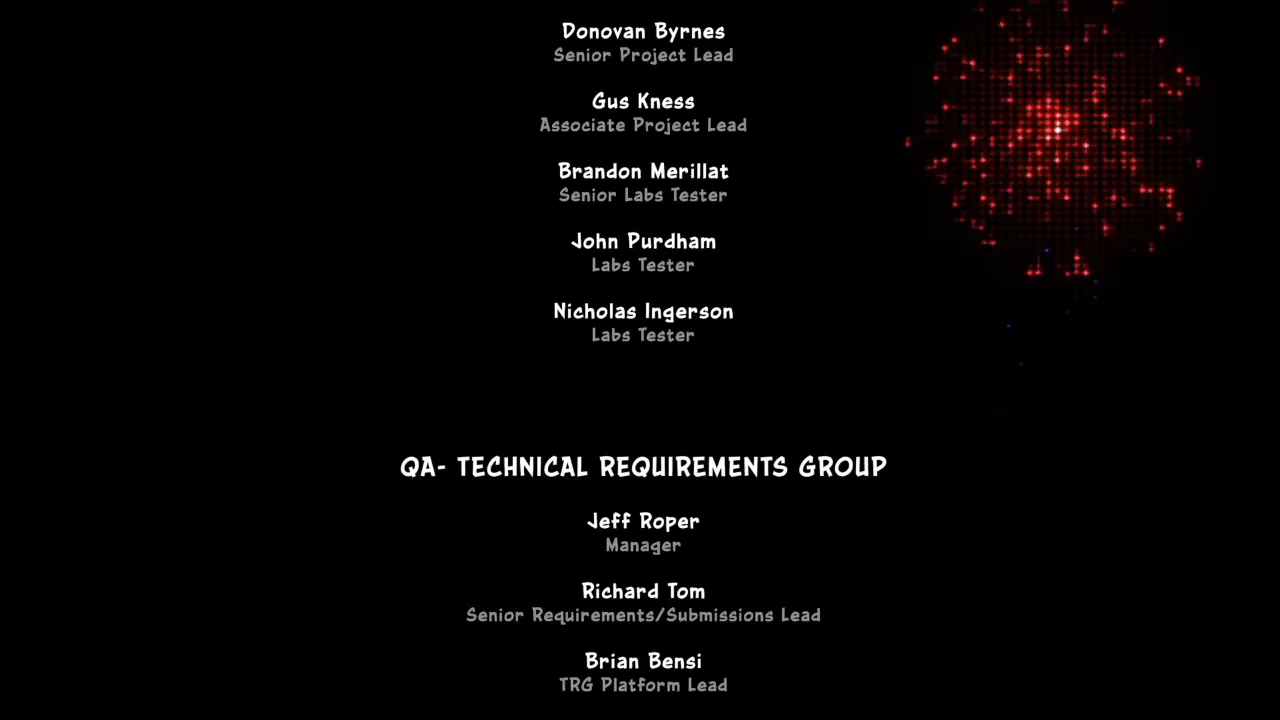 Donovan Byrnes
Senior Project Lead
Gus Kness
Associate Project Lead
Brandon Merillat
Senior Labs Tester
John Purdham
Labs Tester
Nicholas Ingerson
Labs Tester
QA- TECHNICAL REQUIREMENTS GROUP
Jeff Roper
Manager
Richard Tom
Senior Requirements/Submissions Lead
Brian Bensi
TRG Platform Lead